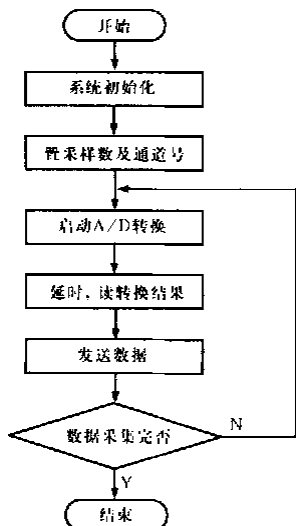 开始
系统初始化
置采样数及通道号
启动A/D转换
延时，读转换结果
发送数据
数据采集完否
N
Y
结束